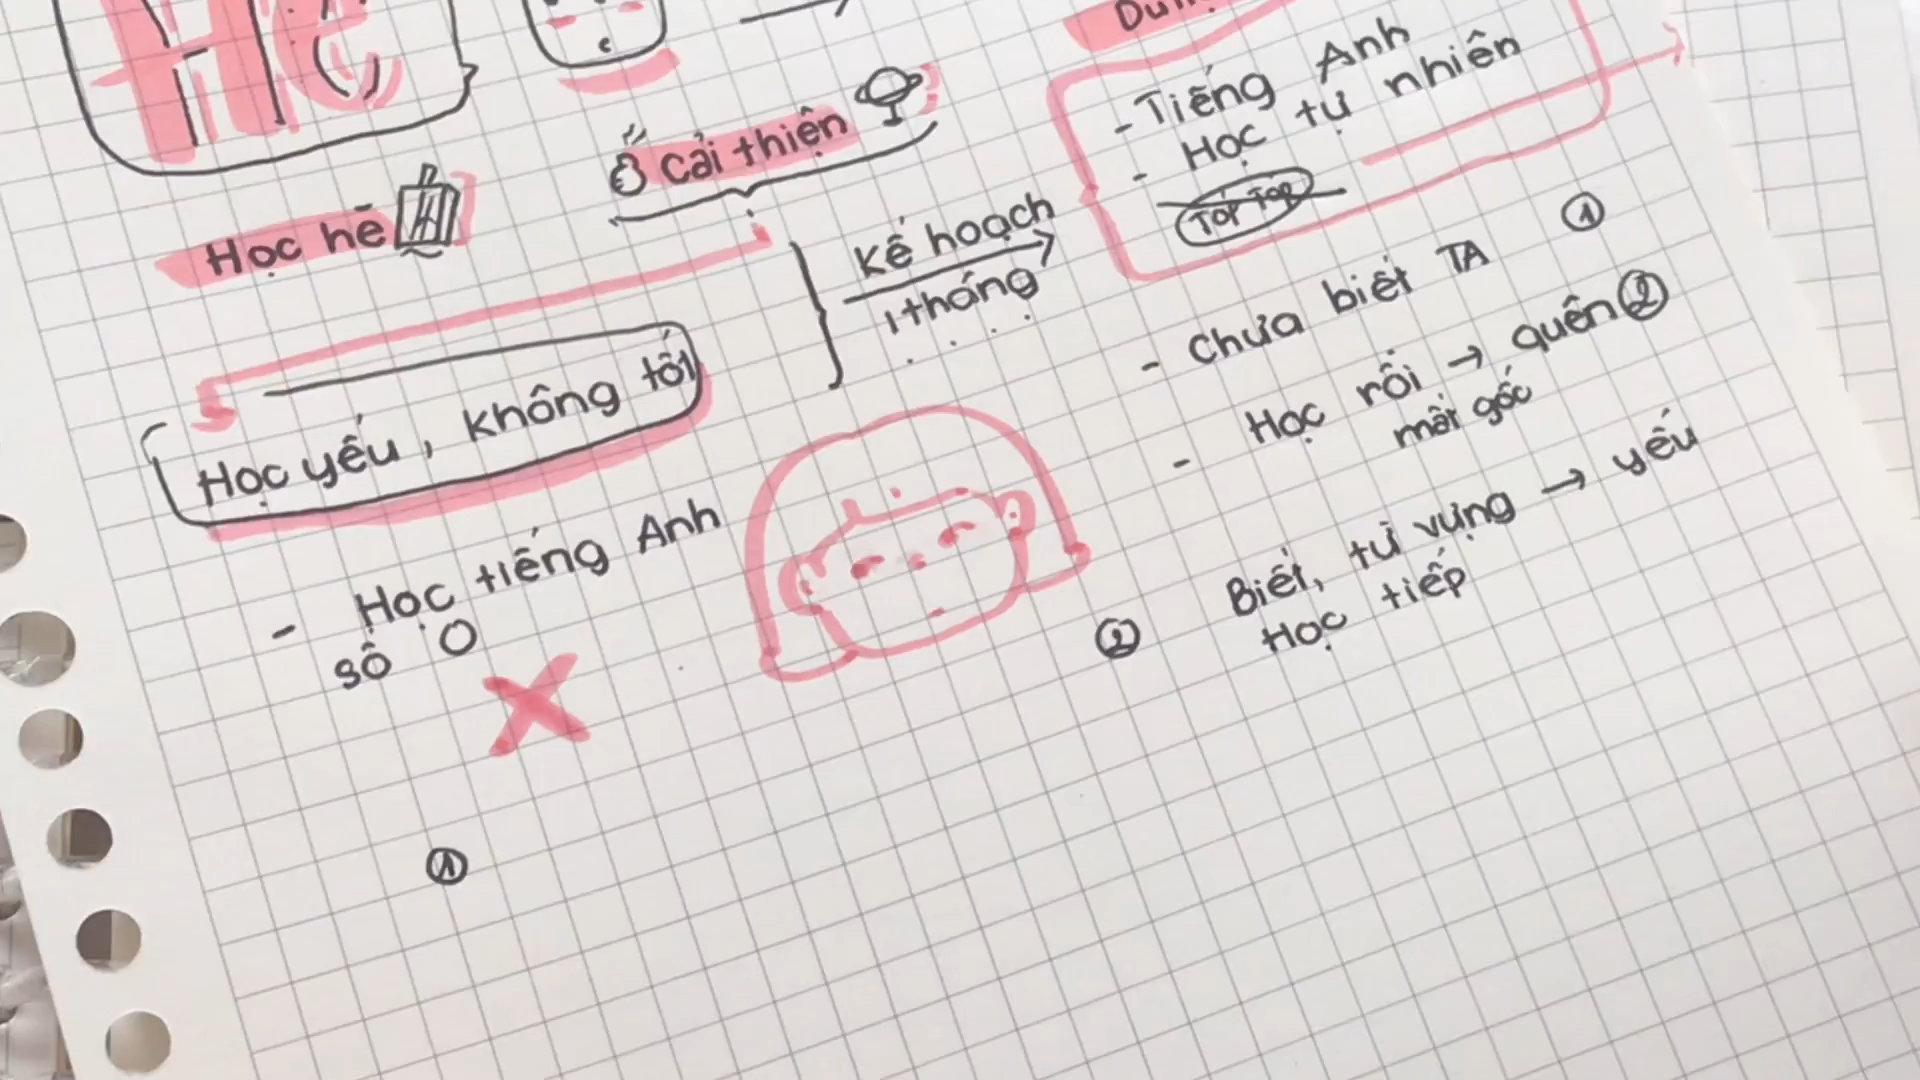 Hè
Học hè
Cải thiện
Học yếu, không tốt
Kế hoạch
1 tháng
- Tiếng Anh
- Học tự nhiên
Tóp Top
- Chưa biết TA ①
- Học rồi → quên ②
mất gốc
Biết, từ vựng → yếu
② Học tiếp
- Học tiếng Anh
số 0
①